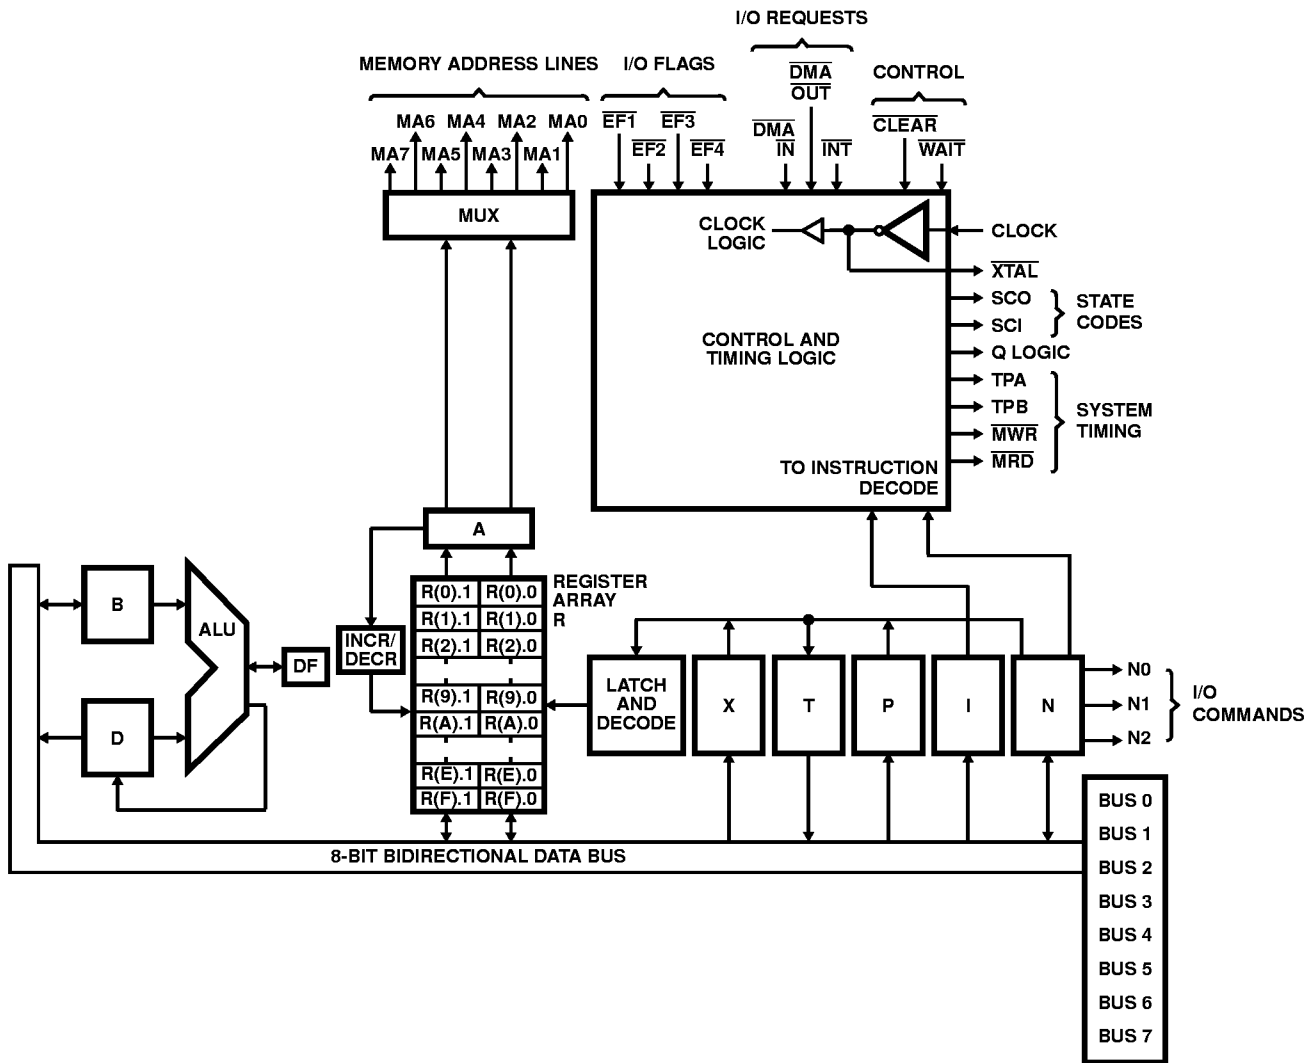 I/O REQUESTS
MEMORY ADDRESS LINES
I/O FLAGS
DMA
OUT
CONTROL
MA6 MA4 MA2 MA0
EF1 EF3
DMA
IN
CLEAR
MA7 MA5 MA3 MA1
EF2 EF4
INT
WAIT
MUX
CLOCK
LOGIC
CLOCK
XTAL
SCO
SCI
STATE
CODES
CONTROL AND
TIMING LOGIC
Q LOGIC
TPA
TPB
MWR
MRD
SYSTEM
TIMING
TO INSTRUCTION
DECODE
A
REGISTER
ARRAY
R
R(0).1 R(0).0
R(1).1 R(1).0
R(2).1 R(2).0
R(9).1 R(9).0
R(A).1 R(A).0
R(E).1 R(E).0
R(F).1 R(F).0
B
ALU
DF
INCR/
DECR
D
LATCH
AND
DECODE
X
T
P
I
N
N0
N1
N2
I/O
COMMANDS
8-BIT BIDIRECTIONAL DATA BUS
BUS 0
BUS 1
BUS 2
BUS 3
BUS 4
BUS 5
BUS 6
BUS 7